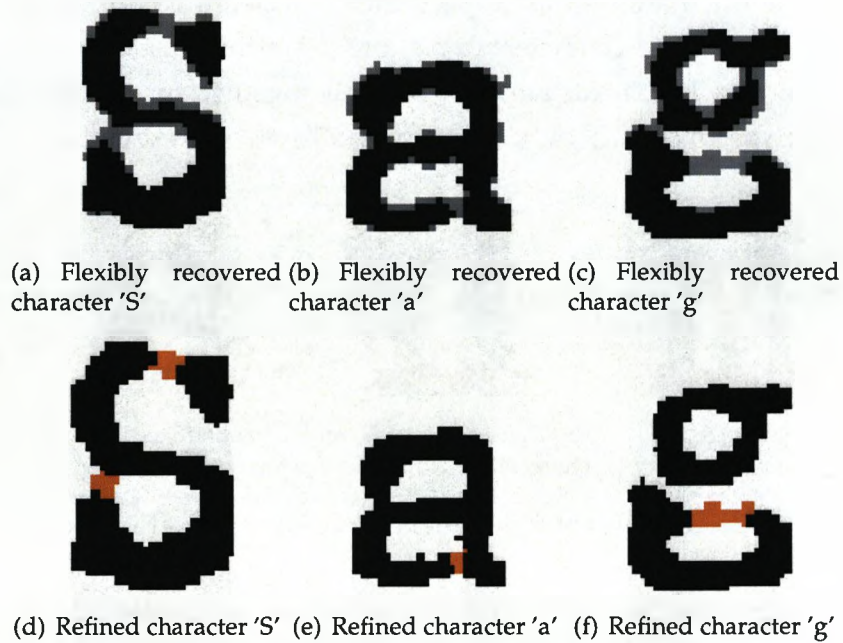 S a g
(a) Flexibly recovered
character 'S'
(b) Flexibly recovered
character 'a'
(c) Flexibly recovered
character 'g'
S a g
(d) Refined character 'S' (e) Refined character 'a' (f) Refined character 'g'